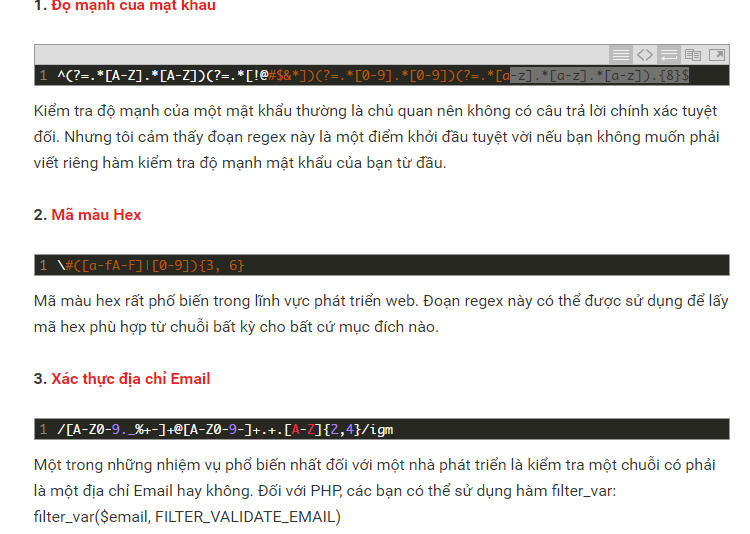 1. Độ mạnh của mật khẩu
1 ^(?=.*[A-Z].*[A-Z])(?=.*[!@#$&*])(?=.*[0-9].*[0-9])(?=.*[a-z].*[a-z].*[a-z]).{8}$
Kiểm tra độ mạnh của một mật khẩu thường là chủ quan nên không có câu trả lời chính xác tuyệt
đối. Nhưng tôi cảm thấy đoạn regex này là một điểm khởi đầu tuyệt vời nếu bạn không muốn phải
viết riêng hàm kiểm tra độ mạnh mật khẩu của bạn từ đầu.
2. Mã màu Hex
1 \#([a-fA-F]|[0-9]){3, 6}
Mã màu hex rất phố biến trong lĩnh vực phát triển web. Đoạn regex này có thể được sử dụng để lấy
mã hex phù hợp từ chuỗi bất kỳ cho bất cứ mục đích nào.
3. Xác thực địa chỉ Email
1 /[A-Z0-9._%+-]+@[A-Z0-9-]+.+.[A-Z]{2,4}/igm
Một trong những nhiệm vụ phổ biến nhất đối với một nhà phát triển là kiểm tra một chuỗi có phải
là một địa chỉ Email hay không. Đối với PHP, các bạn có thể sử dụng hàm filter_var:
filter_var($email, FILTER_VALIDATE_EMAIL)